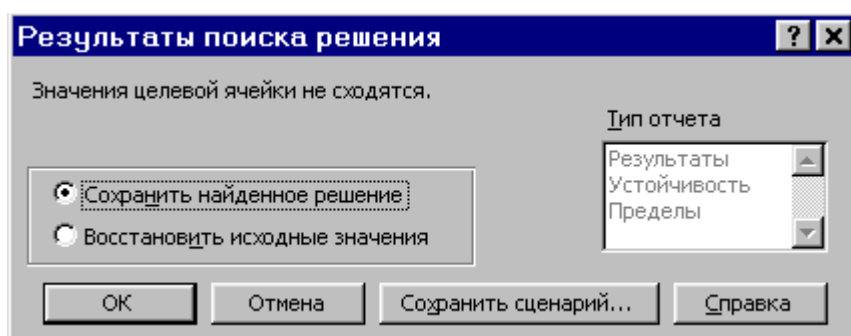 Результаты поиска решения
Значения целевой ячейки не сходятся.
Тип отчета
Результаты
Устойчивость
Пределы
Сохранить найденное решение
Восстановить исходные значения
ОК Отмена Сохранить сценарий... Справка